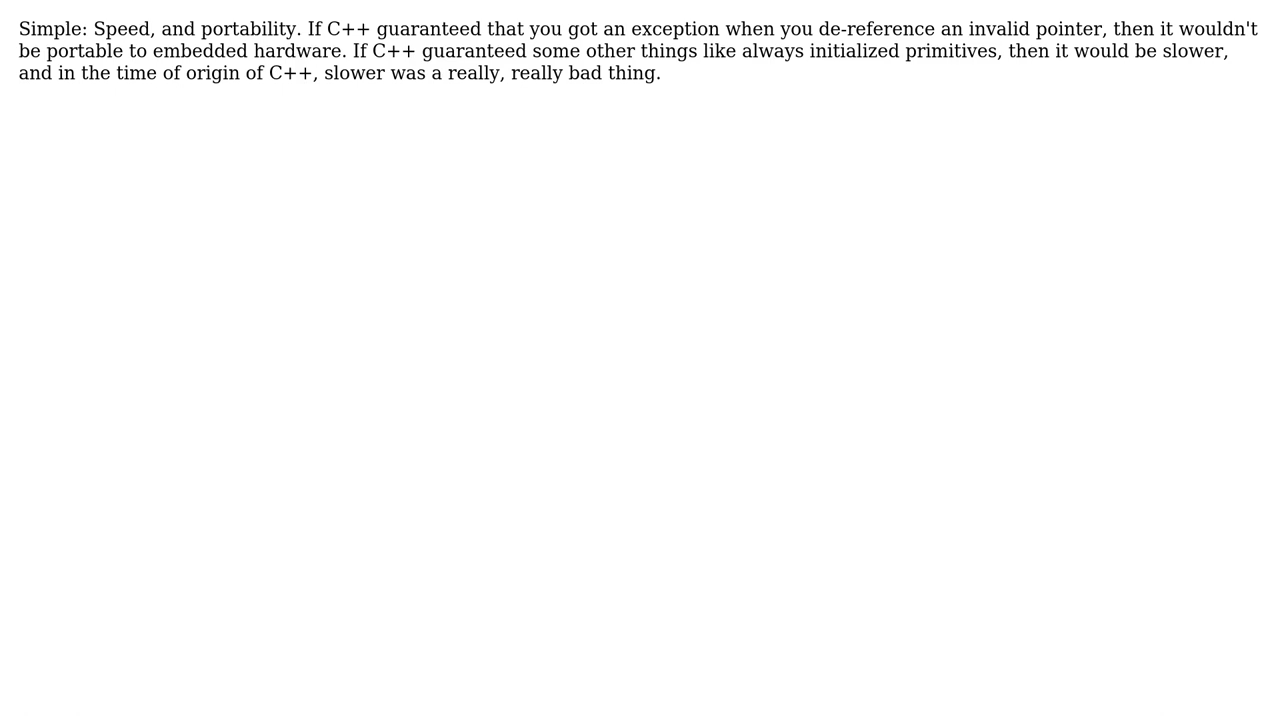 Simple: Speed, and portability. If C++ guaranteed that you got an exception when you de-reference an invalid pointer, then it wouldn't
be portable to embedded hardware. If C++ guaranteed some other things like always initialized primitives, then it would be slower,
and in the time of origin of C++, slower was a really, really bad thing.